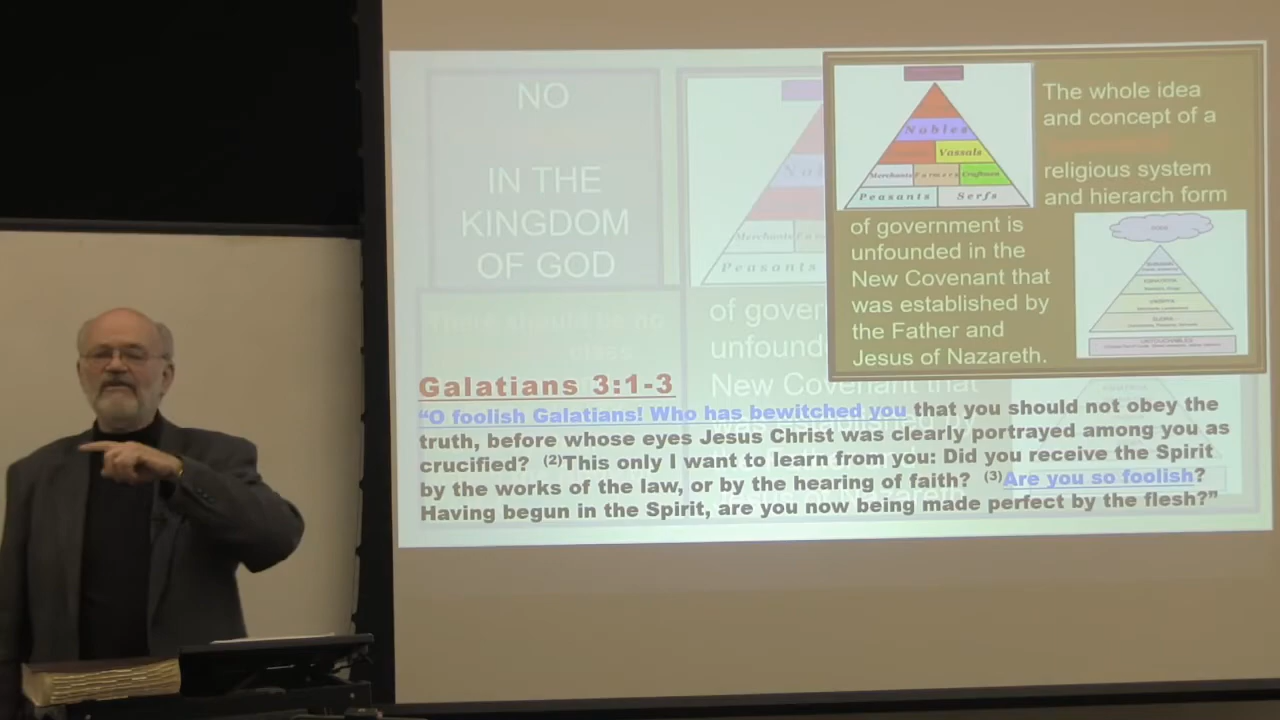 NO
IN THE
KINGDOM
OF GOD
The whole idea
and concept of a
religious system
and hierarch form
of government is
unfounded in the
New Covenant that
was established by
the Father and
Jesus of Nazareth.
Nobles
Vassals
Merchants Farmers Craftsmen
Peasants Serfs
Merchants
Peasants
of gover
unfound
New Covenant that
Galatians 3:1-3
“O foolish Galatians! Who has bewitched you that you should not obey the
truth, before whose eyes Jesus Christ was clearly portrayed among you as
crucified? (2)This only I want to learn from you: Did you receive the Spirit
by the works of the law, or by the hearing of faith? (3)Are you so foolish?
Having begun in the Spirit, are you now being made perfect by the flesh?”
UNTOUCHABLES